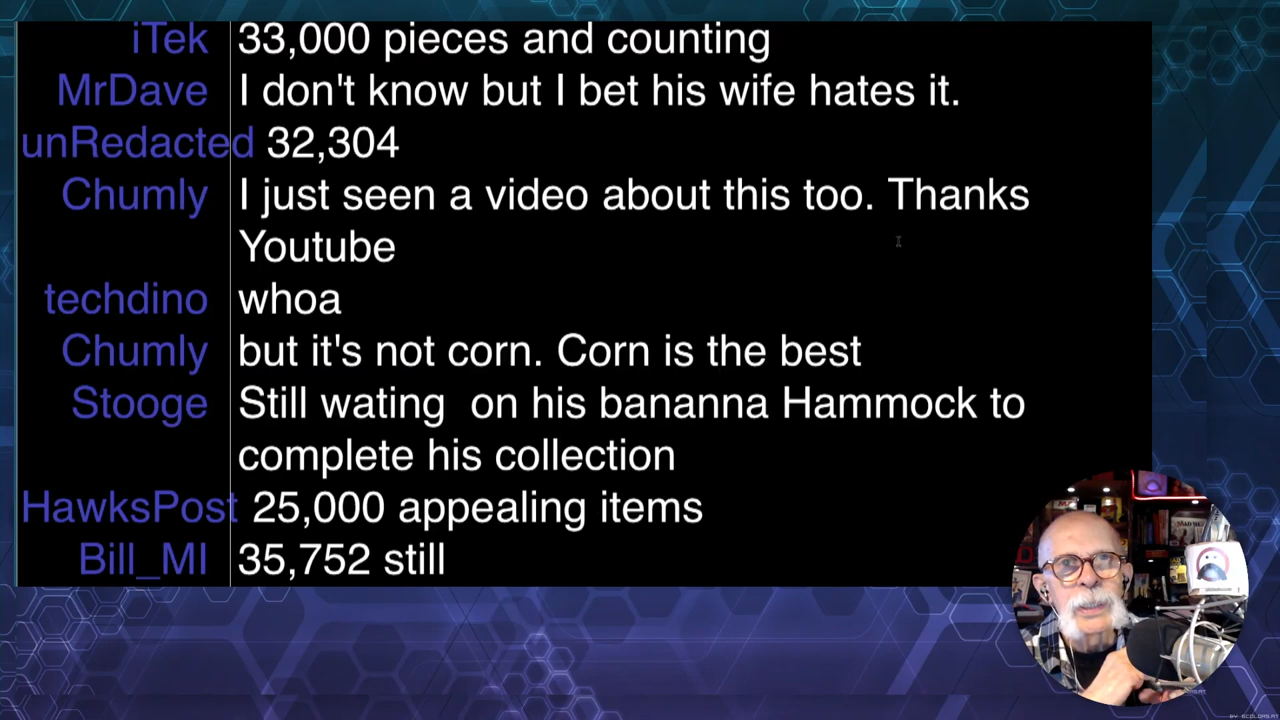 iTek 33,000 pieces and counting
MrDave I don't know but I bet his wife hates it.
unRedacted 32,304
Chumly I just seen a video about this too. Thanks
Youtube
techdino whoa
Chumly but it's not corn. Corn is the best
Stooge Still wating  on his bananna Hammock to
complete his collection
HawksPost 25,000 appealing items
Bill_MI 35,752 still